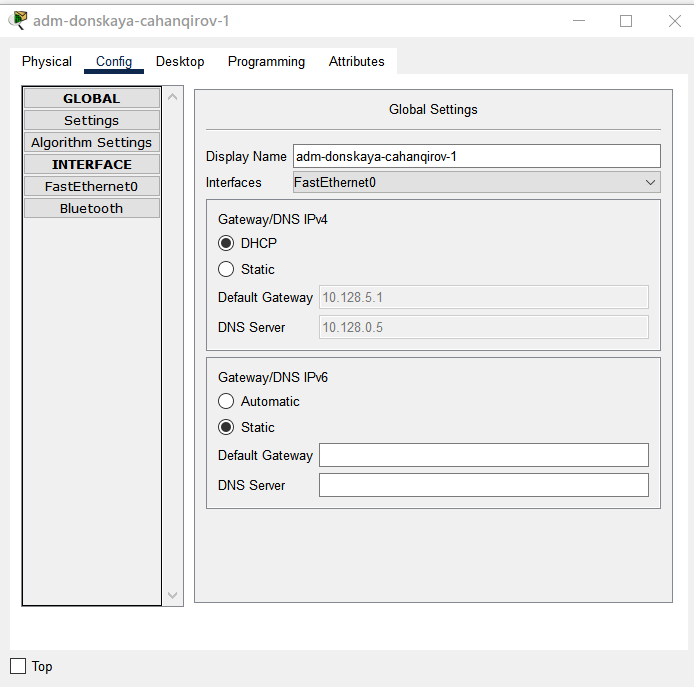 adm-donskaya-cahanqirov-1
Physical Config Desktop Programming Attributes
GLOBAL
Settings
Algorithm Settings
INTERFACE
FastEthernet0
Bluetooth
Global Settings
Display Name adm-donskaya-cahanqirov-1
Interfaces FastEthernet0
Gateway/DNS IPv4
DHCP
Static
Default Gateway 10.128.5.1
DNS Server 10.128.0.5
Gateway/DNS IPv6
Automatic
Static
Default Gateway
DNS Server
Top